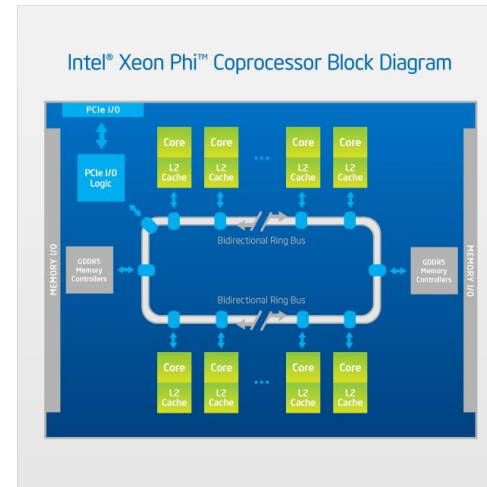 Intel® Xeon Phi™ Coprocessor Block Diagram
PCIe I/O
PCIe I/O
Logic
Core
L2
Cache
Core
L2
Cache
...
Core
L2
Cache
Core
L2
Cache
Bidirectional Ring Bus
MEMORY I/O
GDDR5
Memory
Controllers
GDDR5
Memory
Controllers
MEMORY I/O
Bidirectional Ring Bus
Core
L2
Cache
Core
L2
Cache
...
Core
L2
Cache
Core
L2
Cache